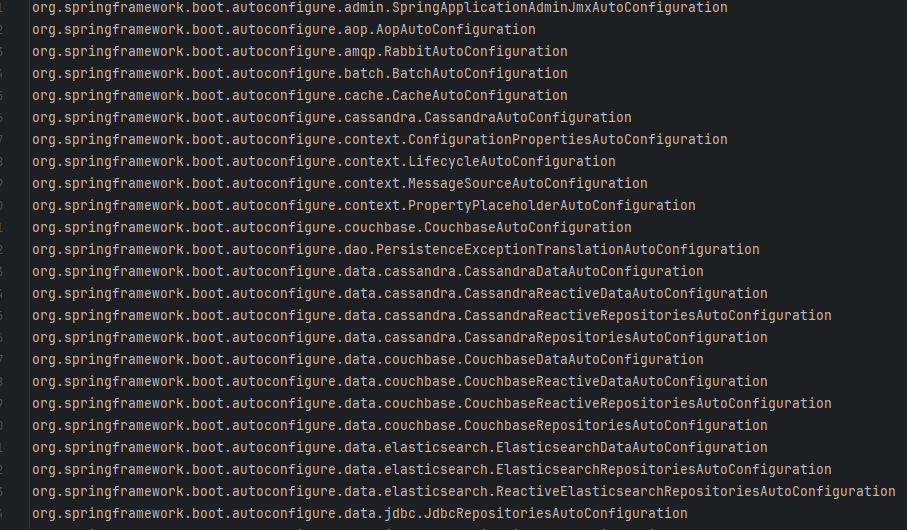 org.springframework.boot.autoconfigure.admin.SpringApplicationAdminJmxAutoConfiguration
org.springframework.boot.autoconfigure.aop.AopAutoConfiguration
org.springframework.boot.autoconfigure.amqp.RabbitAutoConfiguration
org.springframework.boot.autoconfigure.batch.BatchAutoConfiguration
org.springframework.boot.autoconfigure.cache.CacheAutoConfiguration
org.springframework.boot.autoconfigure.cassandra.CassandraAutoConfiguration
org.springframework.boot.autoconfigure.context.ConfigurationPropertiesAutoConfiguration
org.springframework.boot.autoconfigure.context.LifecycleAutoConfiguration
org.springframework.boot.autoconfigure.context.MessageSourceAutoConfiguration
org.springframework.boot.autoconfigure.context.PropertyPlaceholderAutoConfiguration
org.springframework.boot.autoconfigure.couchbase.CouchbaseAutoConfiguration
org.springframework.boot.autoconfigure.dao.PersistenceExceptionTranslationAutoConfiguration
org.springframework.boot.autoconfigure.data.cassandra.CassandraDataAutoConfiguration
org.springframework.boot.autoconfigure.data.cassandra.CassandraReactiveDataAutoConfiguration
org.springframework.boot.autoconfigure.data.cassandra.CassandraReactiveRepositoriesAutoConfiguration
org.springframework.boot.autoconfigure.data.cassandra.CassandraRepositoriesAutoConfiguration
org.springframework.boot.autoconfigure.data.couchbase.CouchbaseDataAutoConfiguration
org.springframework.boot.autoconfigure.data.couchbase.CouchbaseReactiveDataAutoConfiguration
org.springframework.boot.autoconfigure.data.couchbase.CouchbaseReactiveRepositoriesAutoConfiguration
org.springframework.boot.autoconfigure.data.couchbase.CouchbaseRepositoriesAutoConfiguration
org.springframework.boot.autoconfigure.data.elasticsearch.ElasticsearchDataAutoConfiguration
org.springframework.boot.autoconfigure.data.elasticsearch.ElasticsearchRepositoriesAutoConfiguration
org.springframework.boot.autoconfigure.data.elasticsearch.ReactiveElasticsearchRepositoriesAutoConfiguration
org.springframework.boot.autoconfigure.data.jdbc.JdbcRepositoriesAutoConfiguration